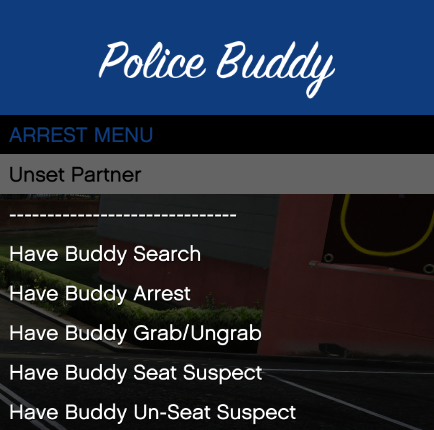 Police Buddy
ARREST MENU
Unset Partner
------------------------------
Have Buddy Search
Have Buddy Arrest
Have Buddy Grab/Ungrab
Have Buddy Seat Suspect
Have Buddy Un-Seat Suspect